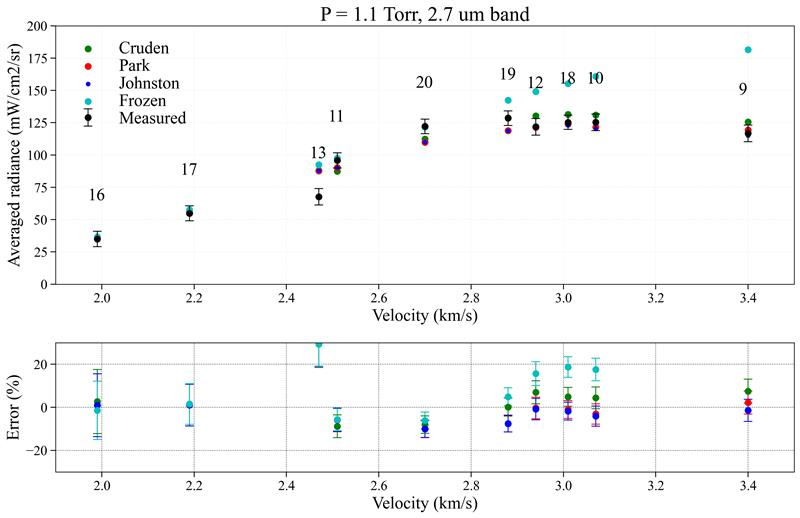 P = 1.1 Torr, 2.7 um band
200
175
150
125
100
75
50
25
0
Averaged radiance (mW/cm2/sr)
Cruden
Park
Johnston
Frozen
Measured
16
17
13
11
20
19
12
18
10
9
2.0 2.2 2.4 2.6 2.8 3.0 3.2 3.4
Velocity (km/s)
20
0
−20
Error (%)
2.0 2.2 2.4 2.6 2.8 3.0 3.2 3.4
Velocity (km/s)